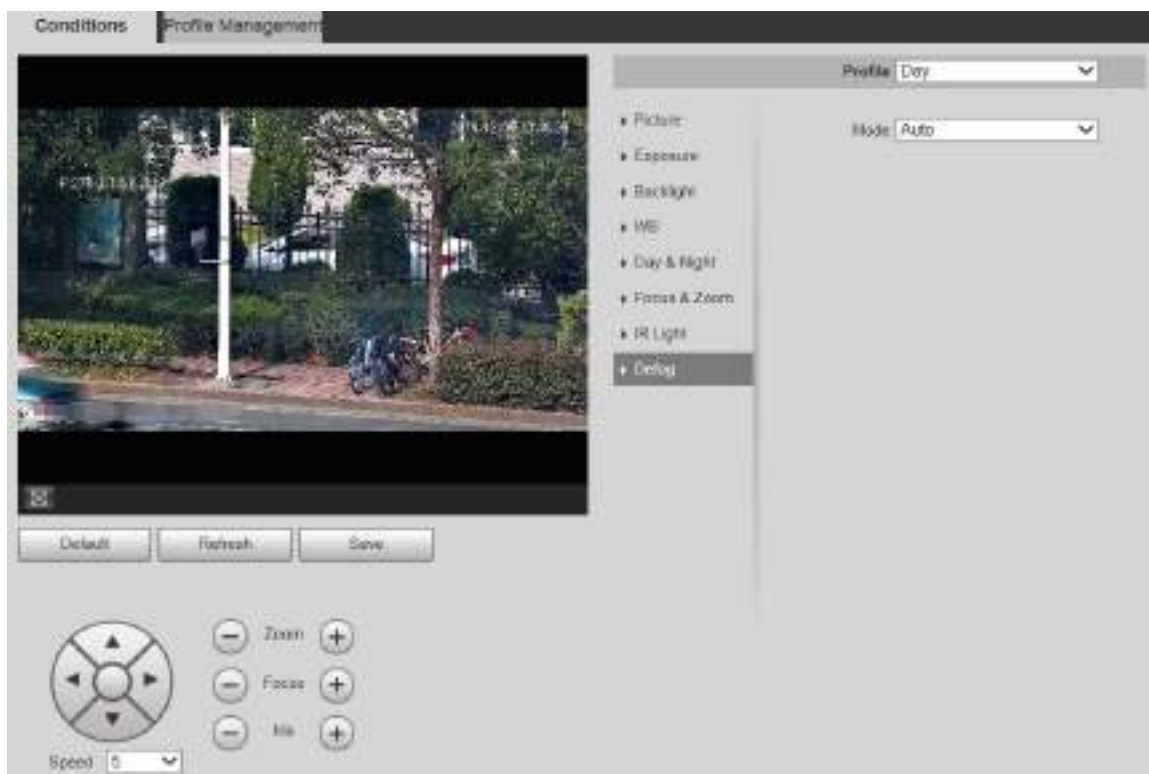 Conditions
Profile Management
Profile Day
Mode Auto
Picture
Exposure
Backlight
WB
Day & Night
Focus & Zoom
IR Light
Defog
Default
Refresh
Save
Zoom
Focus
Iris
Speed 5